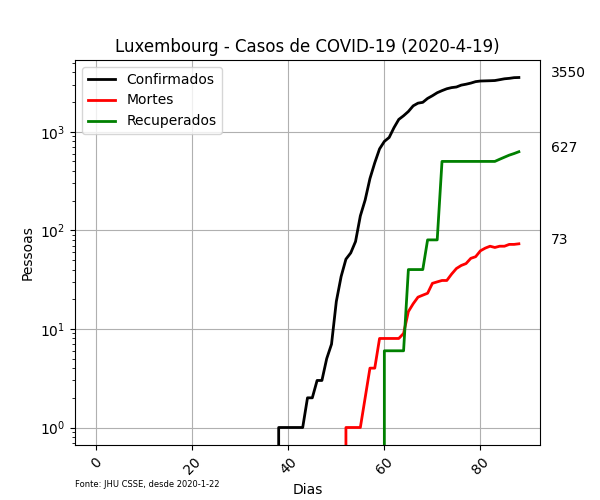 Luxembourg - Casos de COVID-19 (2020-4-19)
Confirmados
Mortes
Recuperados
3550
627
73
Pessoas
10³
10²
10¹
10⁰
0
20
40
60
80
Dias
Fonte: JHU CSSE, desde 2020-1-22